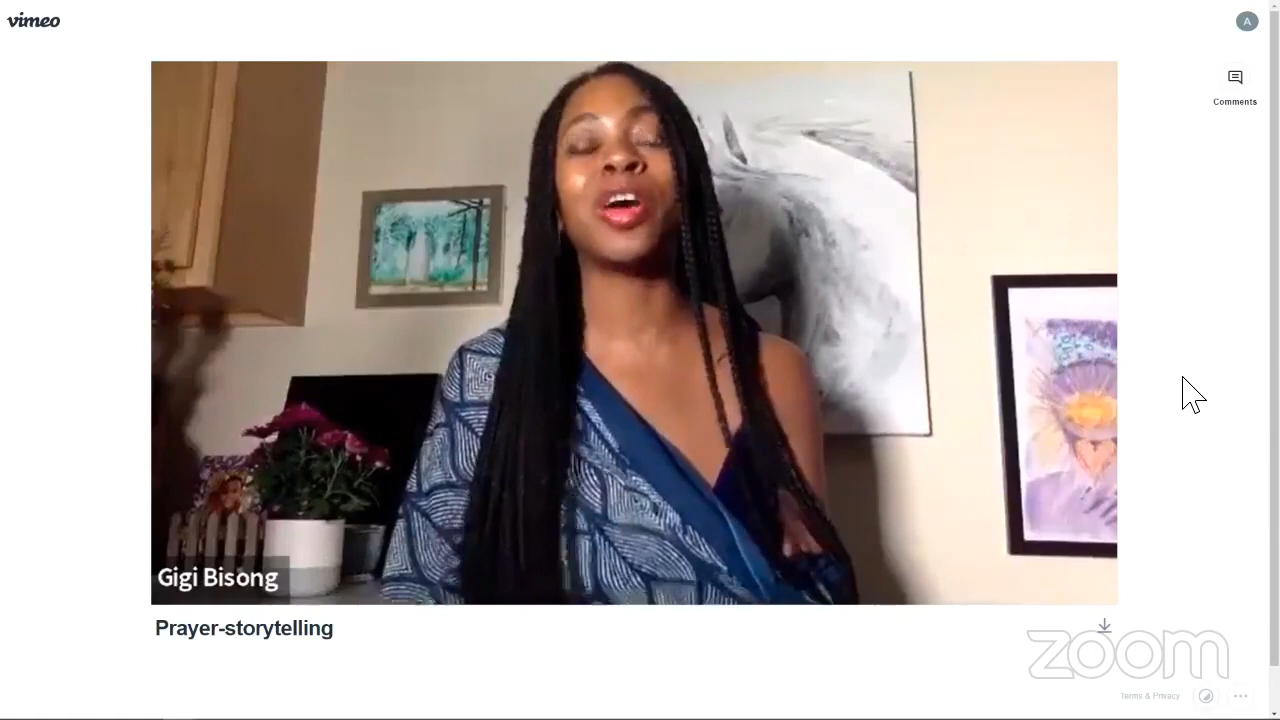 vimeo
A
Comments
Gigi Bisong
Prayer-storytelling
zoom
Terms & Privacy